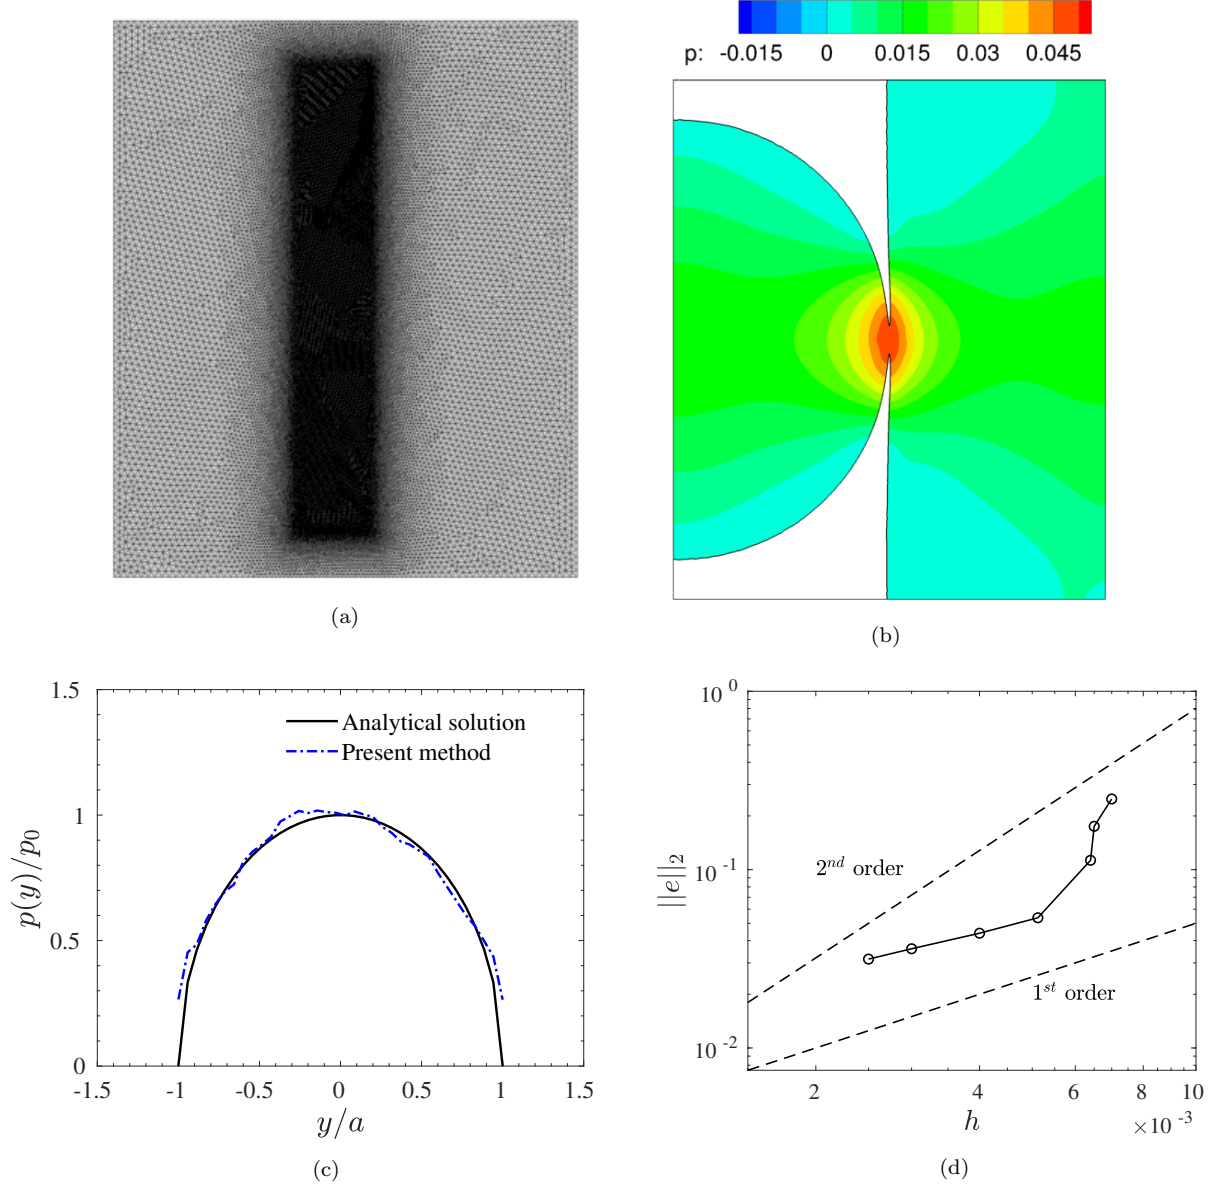 p: -0.015 0 0.015 0.03 0.045
(a)
(b)
1.5
1
0.5
0
-1.5 -1 -0.5 0 0.5 1 1.5
p(y)/p0
y/a
Analytical solution
Present method
(c)
10 0
10 -1
10 -2
||e||2
2nd order
1st order
2 4 6 8 10
h
×10 -3
(d)